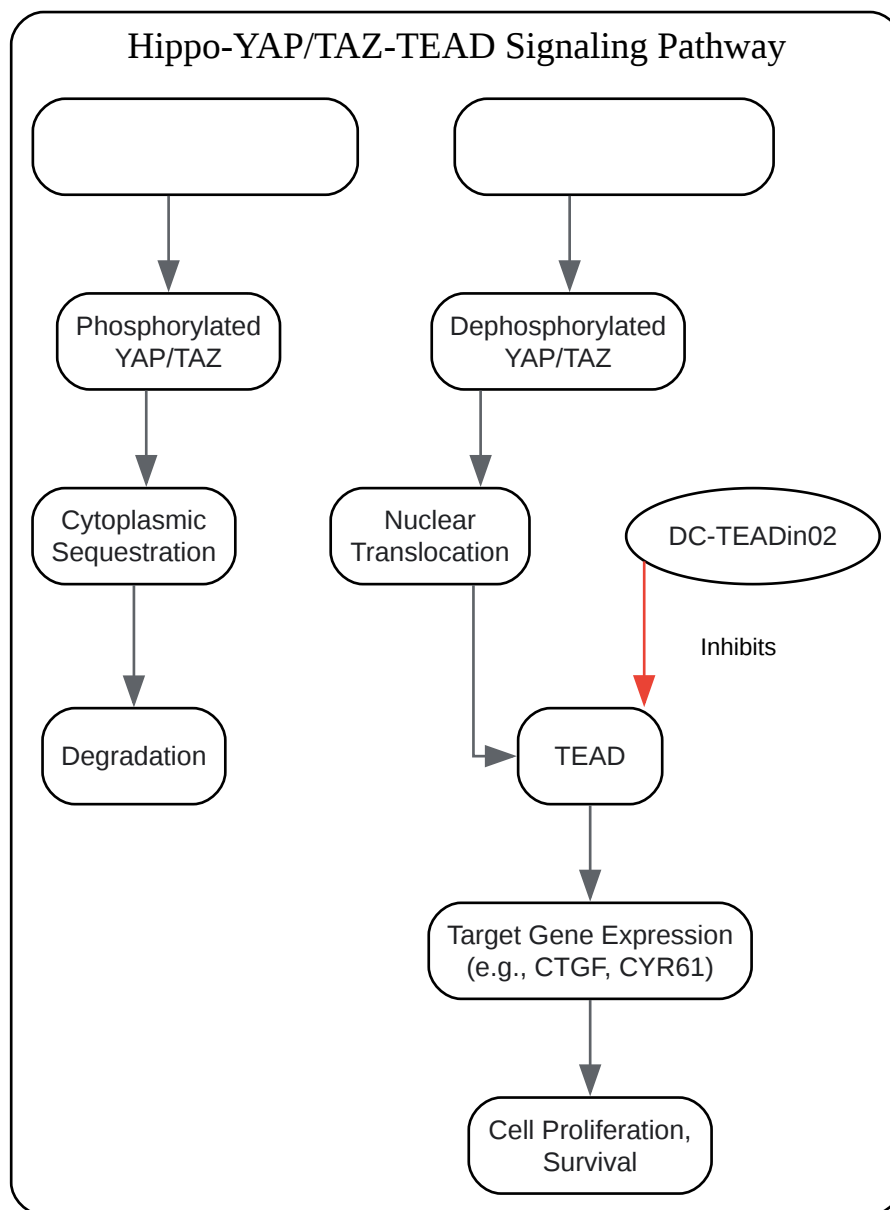 Hippo-YAP/TAZ-TEAD Signaling Pathway
Phosphorylated
YAP/TAZ
Dephosphorylated
YAP/TAZ
Cytoplasmic
Sequestration
Nuclear
Translocation
DC-TEADin02
Inhibits
Degradation
TEAD
Target Gene Expression
(e.g., CTGF, CYR61)
Cell Proliferation,
Survival